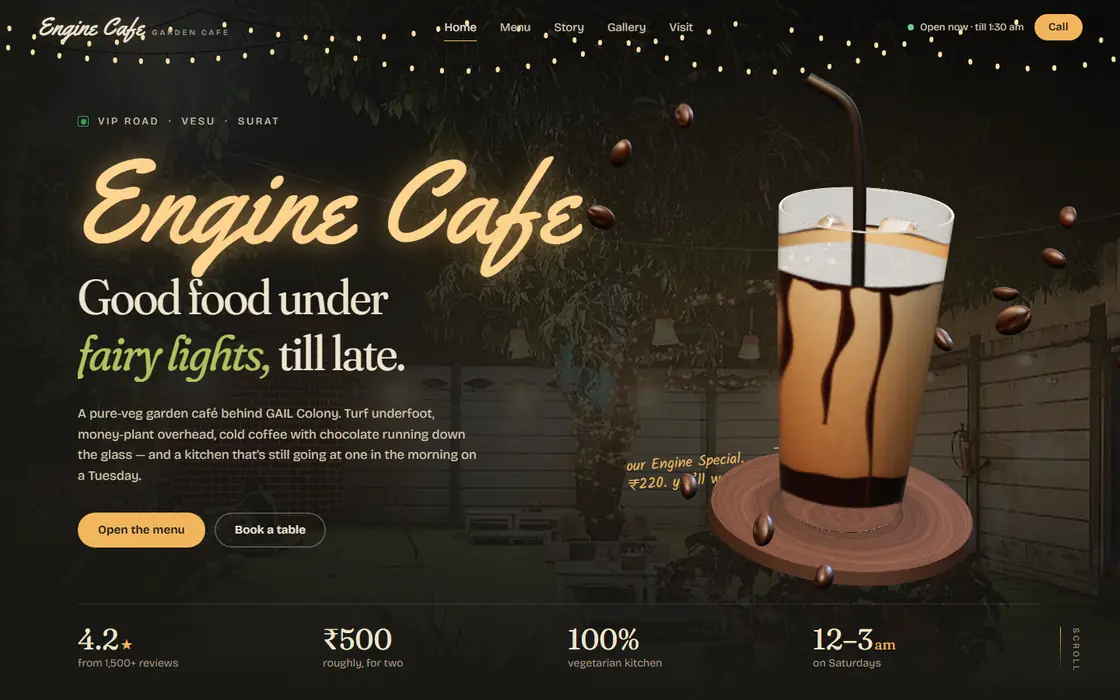 Engine Cafe GARDEN CAFE
Home Menu Story Gallery Visit
Open now · till 1:30 am
Call
VIP ROAD · VESU · SURAT
Engine Cafe
Good food under
fairy lights, till late.
A pure-veg garden café behind GAIL Colony. Turf underfoot,
money-plant overhead, cold coffee with chocolate running down
the glass — and a kitchen that's still going at one in the morning on
a Tuesday.
our Engine Special.
₹220.
Open the menu
Book a table
4.2★
from 1,500+ reviews
₹500
roughly, for two
100%
vegetarian kitchen
12–3am
on Saturdays
SCROLL